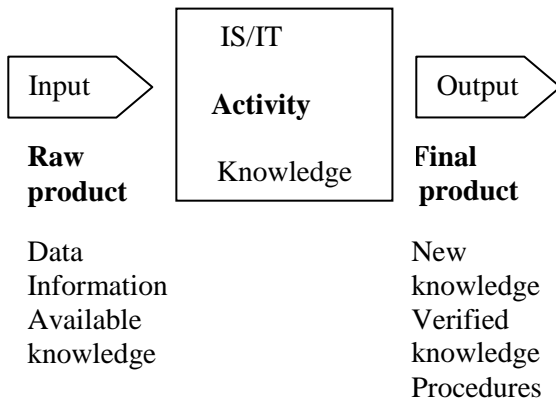 IS/IT
Input
Activity
Output
Knowledge
Raw
product
Final
product
Data
Information
Available
knowledge
New
knowledge
Verified
knowledge
Procedures